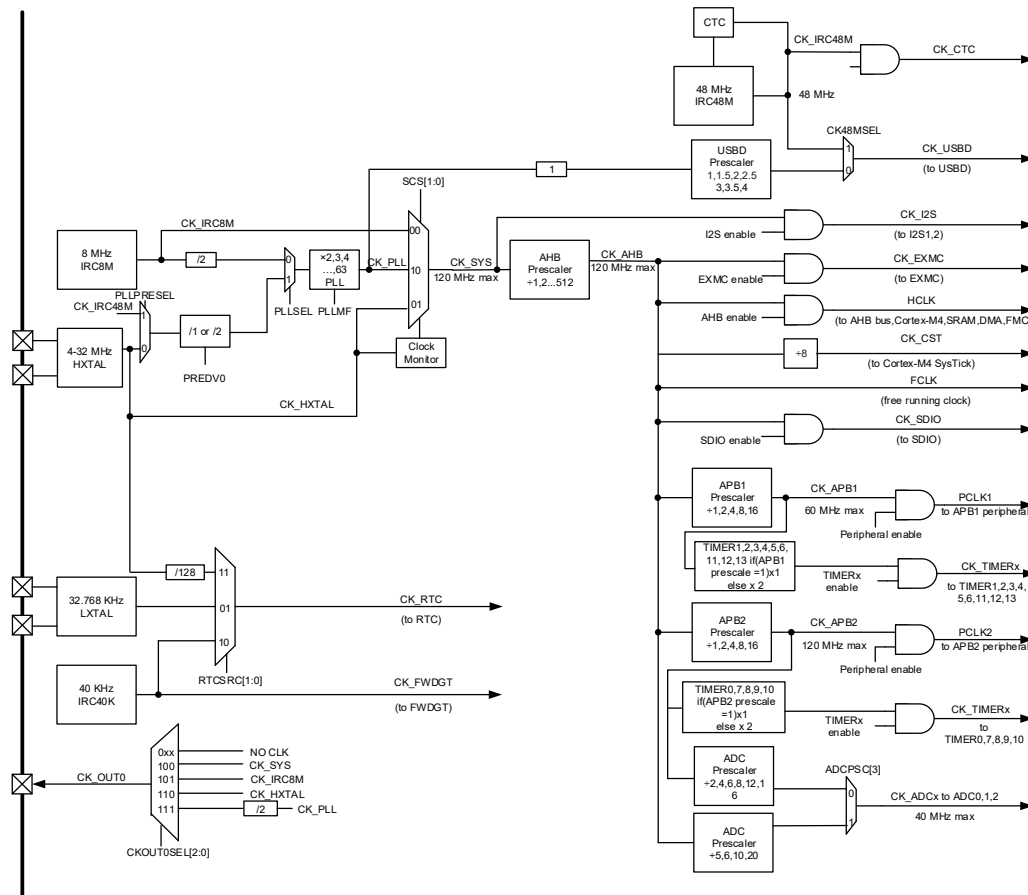 CTC
CK_IRC48M
CK_CTC
48 MHz
IRC48M
48 MHz
CK48MSEL
1
0
CK_USBD
(to USBD)
USBD
Prescaler
1,1.5,2,2.5
3,3.5,4
1
SCS[1:0]
CK_IRC8M
00
10
01
8 MHz
IRC8M
/2
0
1
PLLSEL
×2,3,4
...,63
PLL
PLLMF
CK_PLL
CK_SYS
120 MHz max
AHB
Prescaler
÷1,2...512
CK_AHB
120 MHz max
I2S enable
CK_I2S
(to I2S1,2)
EXMC enable
CK_EXMC
(to EXMC)
AHB enable
HCLK
(to AHB bus,Cortex-M4,SRAM,DMA,FMC
÷8
CK_CST
(to Cortex-M4 SysTick)
FCLK
(free running clock)
SDIO enable
CK_SDIO
(to SDIO)
PLLPRESEL
CK_IRC48M
1
0
/1 or /2
PREDV0
4-32 MHz
HXTAL
Clock
Monitor
CK_HXTAL
APB1
Prescaler
÷1,2,4,8,16
CK_APB1
60 MHz max
Peripheral enable
PCLK1
to APB1 peripheral
TIMER1,2,3,4,5,6,
11,12,13 if(APB1
prescale =1)x1
else x 2
TIMERx
enable
CK_TIMERx
to TIMER1,2,3,4,
5,6,11,12,13
/128
11
01
10
RTCSRC[1:0]
32.768 KHz
LXTAL
CK_RTC
(to RTC)
40 KHz
IRC40K
CK_FWDGT
(to FWDGT)
APB2
Prescaler
÷1,2,4,8,16
CK_APB2
120 MHz max
Peripheral enable
PCLK2
to APB2 peripheral
TIMER0,7,8,9,10
if(APB2 prescale
=1)x1
else x 2
TIMERx
enable
CK_TIMERx
to
TIMER0,7,8,9,10
CK_OUT0
0xx
100
101
110
111
NO CLK
CK_SYS
CK_IRC8M
CK_HXTAL
/2
CK_PLL
CKOUT0SEL[2:0]
ADC
Prescaler
÷2,4,6,8,12,1
6
ADCPSC[3]
0
1
CK_ADCx to ADC0,1,2
40 MHz max
ADC
Prescaler
÷5,6,10,20